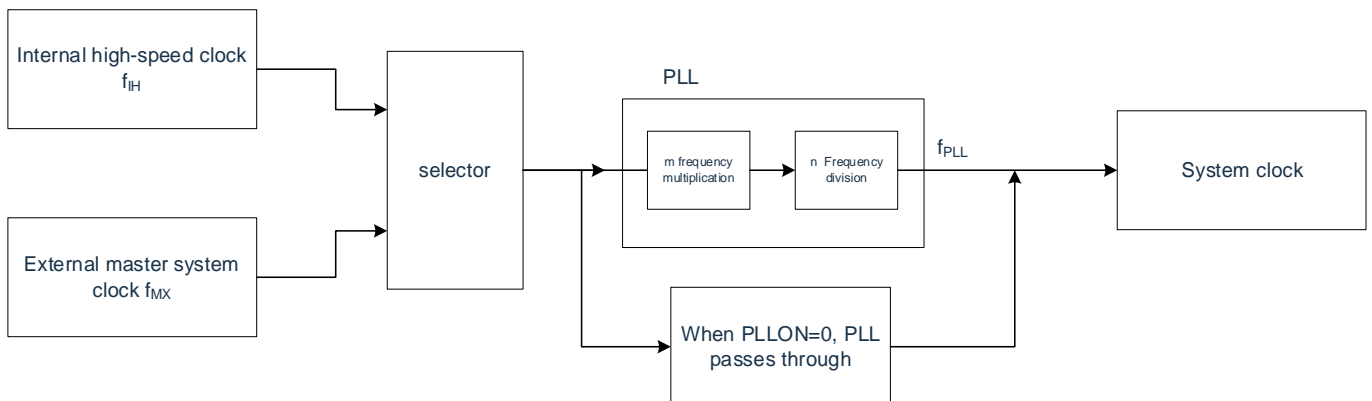 Internal high-speed clock
fIH
External master system
clock fMX
selector
PLL
m frequency
multiplication
n Frequency
division
fPLL
When PLLON=0, PLL
passes through
System clock